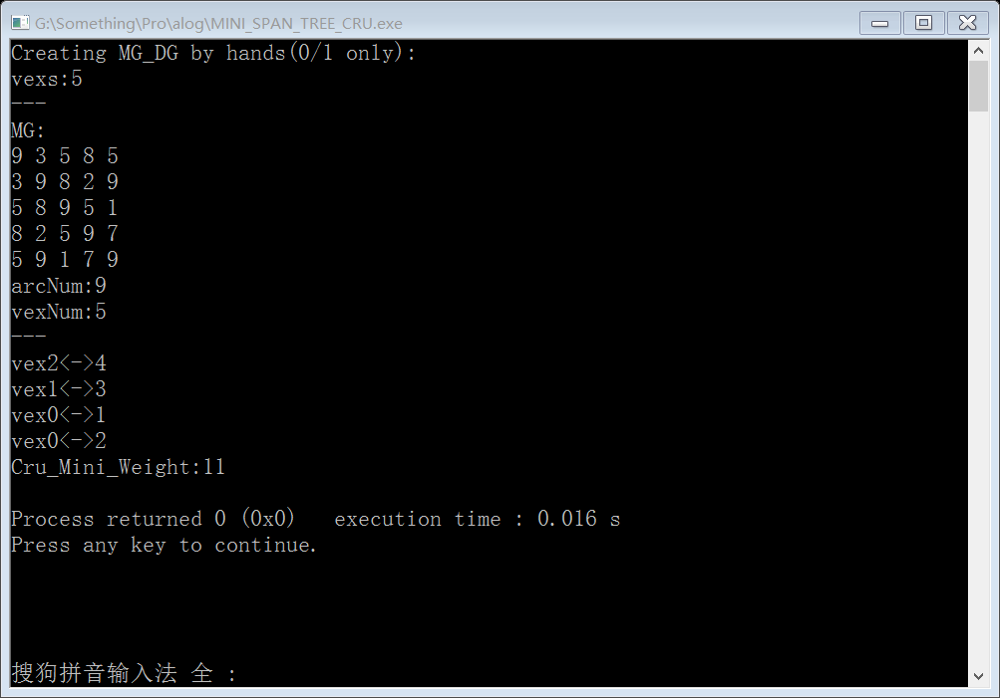 G:\Something\Pro\alog\MINI_SPAN_TREE_CRU.exe
Creating MG_DG by hands(0/1 only):
vexs:5
---
MG:
9 3 5 8 5
3 9 8 2 9
5 8 9 5 1
8 2 5 9 7
5 9 1 7 9
arcNum:9
vexNum:5
---
vex2<->4
vex1<->3
vex0<->1
vex0<->2
Cru_Mini_Weight:11
Process returned 0 (0x0)   execution time : 0.016 s
Press any key to continue.
搜狗拼音输入法 全 :